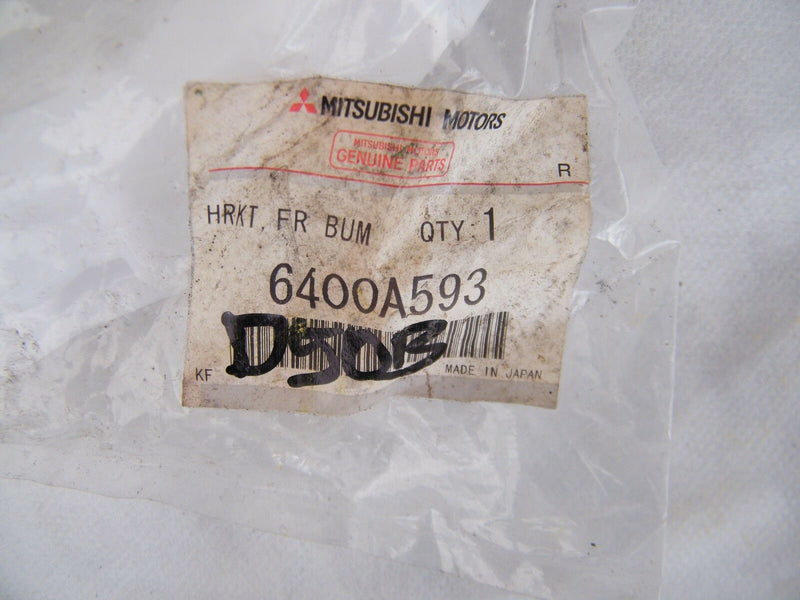 MITSUBISHI MOTORS
MITSUBISHI MOTORS
GENUINE PARTS
R
HRKT, FR BUM QTY 1
6400A593
D50B
KF MADE IN JAPAN